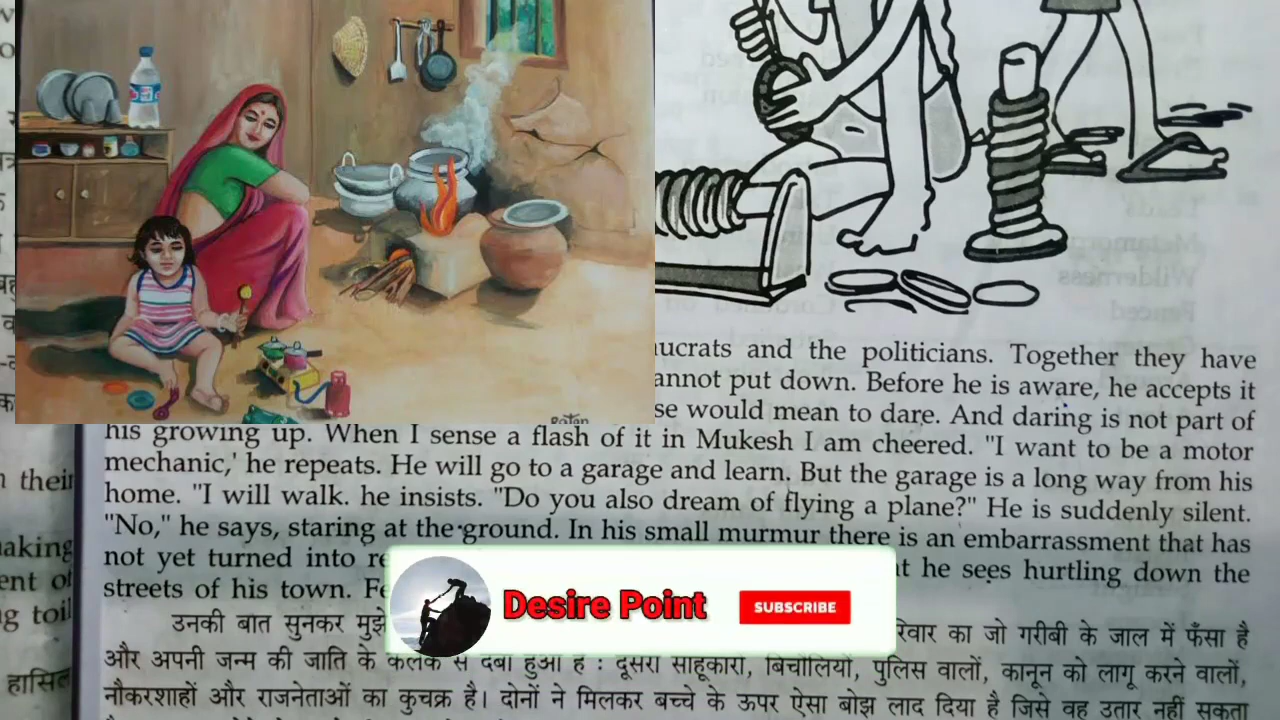 ucrats and the politicians. Together they have
annot put down. Before he is aware, he accepts it
se would mean to dare. And daring is not part of
his growing up. When I sense a flash of it in Mukesh I am cheered. "I want to be a motor
mechanic,' he repeats. He will go to a garage and learn. But the garage is a long way from his
home. "I will walk. he insists. "Do you also dream of flying a plane?" He is suddenly silent.
"No," he says, staring at the ground. In his small murmur there is an embarrassment that has
not yet turned into re
he sees hurtling down the
streets of his town. Fe
Desire Point
SUBSCRIBE
उनकी बात सुनकर मुझे
रिवार का जो गरीबी के जाल में फँसा है
और अपनी जन्म की जाति के कलंक से दबा हुआ है : दूसरा साहूकारों, बिचौलियों, पुलिस वालों, कानून को लागू करने वालों,
नौकरशाहों और राजनेताओं का कुचक्र है। दोनों ने मिलकर बच्चे के ऊपर ऐसा बोझ लाद दिया है जिसे वह उतार नहीं सकता
their
aking
ent of
g toil
हासिल